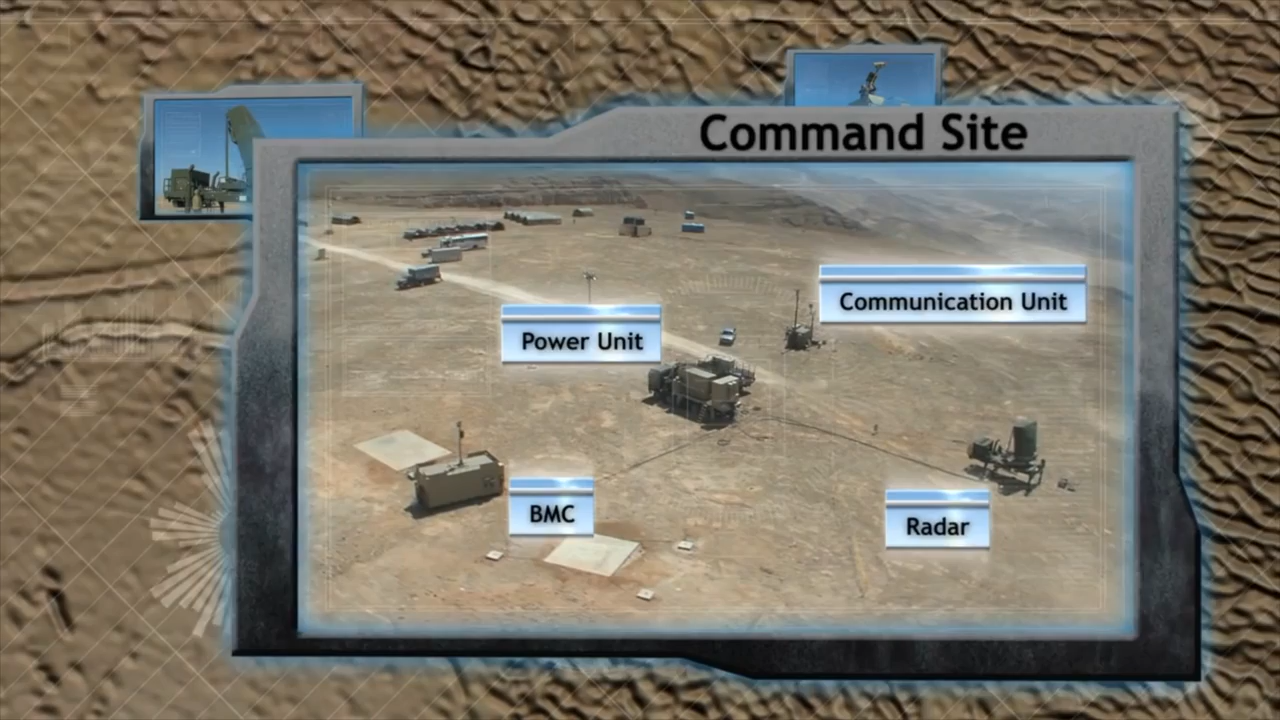 Command Site
Communication Unit
Power Unit
BMC
Radar